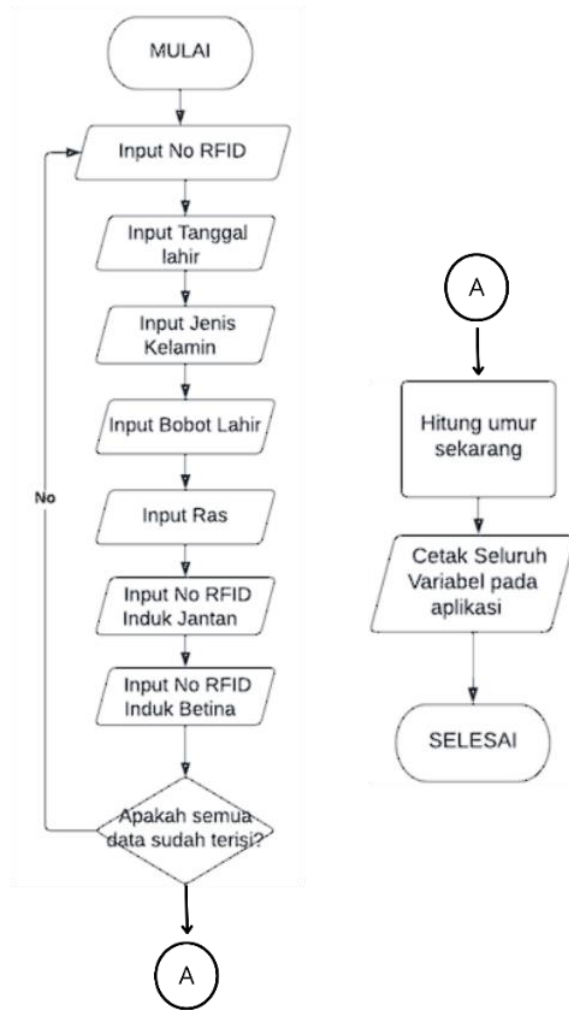 MULAI
Input No RFID
Input Tanggal
lahir
Input Jenis
Kelamin
Input Bobot Lahir
Input Ras
No
Input No RFID
Induk Jantan
Input No RFID
Induk Betina
Apakah semua
data sudah terisi?
A
A
Hitung umur
sekarang
Cetak Seluruh
Variabel pada
aplikasi
SELESAI